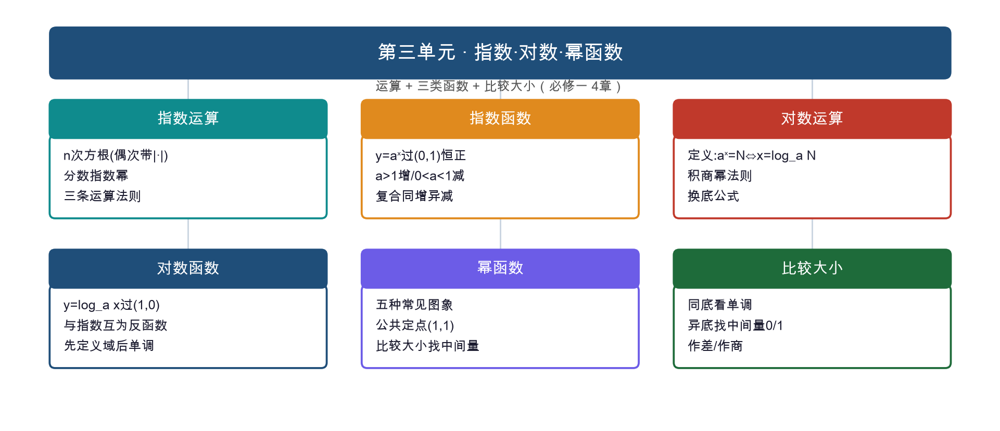 第三单元 · 指数·对数·幂函数
运算 + 三类函数 + 比较大小 ( 必修一 4章 )
指数运算
n次方根(偶次带|·|)
分数指数幂
三条运算法则
指数函数
y=aˣ过(0,1)恒正
a>1增/0<a<1减
复合同增异减
对数运算
定义:aˣ=N⇔x=log_a N
积商幂法则
换底公式
对数函数
y=log_a x过(1,0)
与指数互为反函数
先定义域后单调
幂函数
五种常见图象
公共定点(1,1)
比较大小找中间量
比较大小
同底看单调
异底找中间量0/1
作差/作商